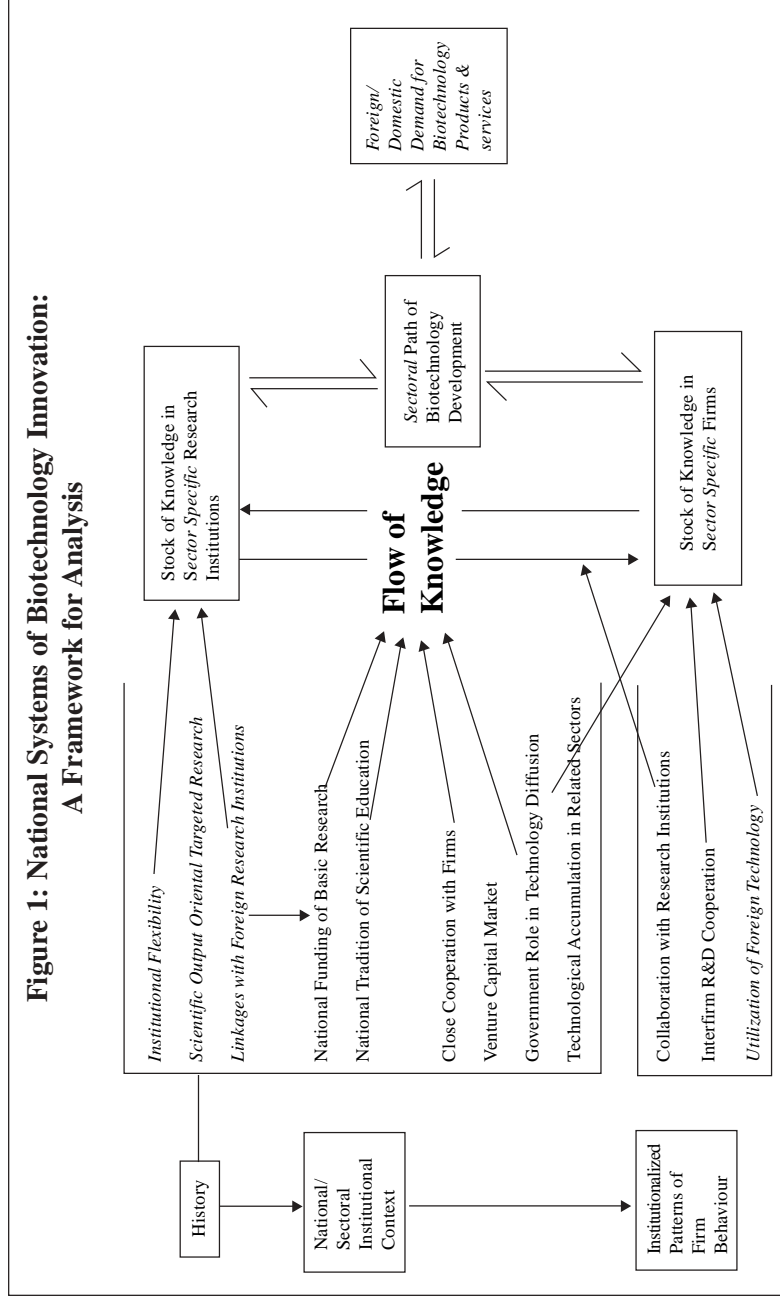 Figure 1: National Systems of Biotechnology Innovation:
A Framework for Analysis
History
National/
Sectoral
Institutional
Context
Institutionalized
Patterns of
Firm
Behaviour
Institutional Flexibility
Scientific Output Oriental Targeted Research
Linkages with Foreign Research Institutions
National Funding of Basic Research
National Tradition of Scientific Education
Close Cooperation with Firms
Venture Capital Market
Government Role in Technology Diffusion
Technological Accumulation in Related Sectors
Collaboration with Research Institutions
Interfirm R&D Cooperation
Utilization of Foreign Technology
Stock of Knowledge in
Sector Specific Research
Institutions
Flow of
Knowledge
Stock of Knowledge in
Sector Specific Firms
Sectoral Path of
Biotechnology
Development
Foreign/
Domestic
Demand for
Biotechnology
Products &
services